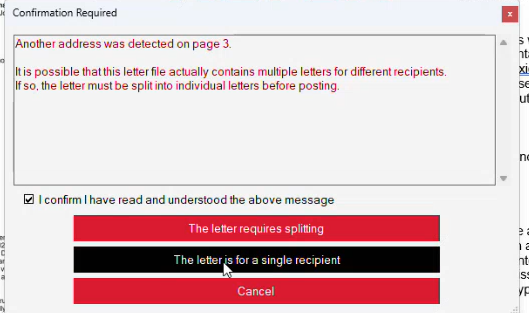 Confirmation Required
x
Another address was detected on page 3.
It is possible that this letter file actually contains multiple letters for different recipients.
If so, the letter must be split into individual letters before posting.
I confirm I have read and understood the above message
The letter requires splitting
The letter is for a single recipient
Cancel